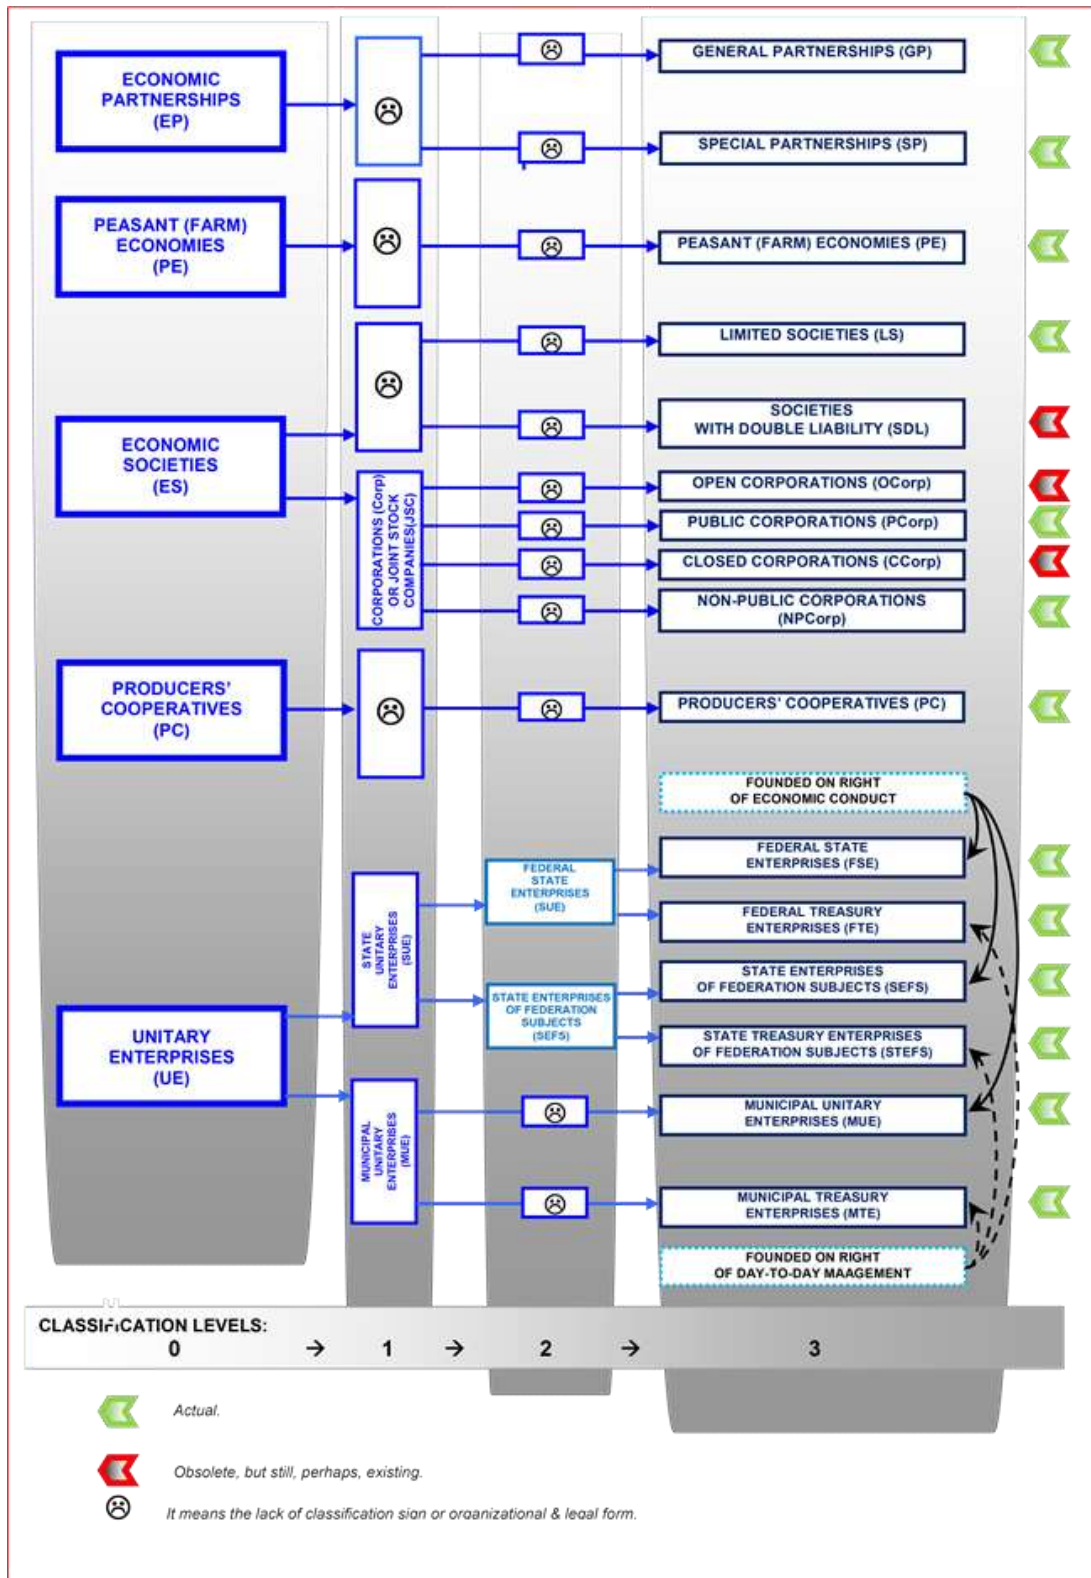 ECONOMIC
PARTNERSHIPS
(EP)
GENERAL PARTNERSHIPS (GP)
SPECIAL PARTNERSHIPS (SP)
PEASANT (FARM)
ECONOMIES
(PE)
PEASANT (FARM) ECONOMIES (PE)
ECONOMIC
SOCIETIES
(ES)
LIMITED SOCIETIES (LS)
SOCIETIES
WITH DOUBLE LIABILITY (SDL)
CORPORATIONS (Corp)
OR JOINT STOCK
COMPANIES(JSC)
OPEN CORPORATIONS (OCorp)
PUBLIC CORPORATIONS (PCorp)
CLOSED CORPORATIONS (CCorp)
NON-PUBLIC CORPORATIONS
(NPCorp)
PRODUCERS'
COOPERATIVES
(PC)
PRODUCERS' COOPERATIVES (PC)
FOUNDED ON RIGHT
OF ECONOMIC CONDUCT
UNITARY
ENTERPRISES
(UE)
STATE
UNITARY
ENTERPRISES
(SUE)
FEDERAL
STATE
ENTERPRISES
(SUE)
FEDERAL STATE
ENTERPRISES (FSE)
FEDERAL TREASURY
ENTERPRISES (FTE)
STATE ENTERPRISES
OF FEDERATION
SUBJECTS
(SEFS)
STATE ENTERPRISES
OF FEDERATION SUBJECTS (SEFS)
STATE TREASURY ENTERPRISES
OF FEDERATION SUBJECTS (STEFS)
MUNICIPAL
UNITARY
ENTERPRISES
(MUE)
MUNICIPAL UNITARY
ENTERPRISES (MUE)
MUNICIPAL TREASURY
ENTERPRISES (MTE)
FOUNDED ON RIGHT
OF DAY-TO-DAY MAAGEMENT
CLASSIFICATION LEVELS:
0 → 1 → 2 → 3
Actual.
Obsolete, but still, perhaps, existing.
It means the lack of classification sign or organizational & legal form.